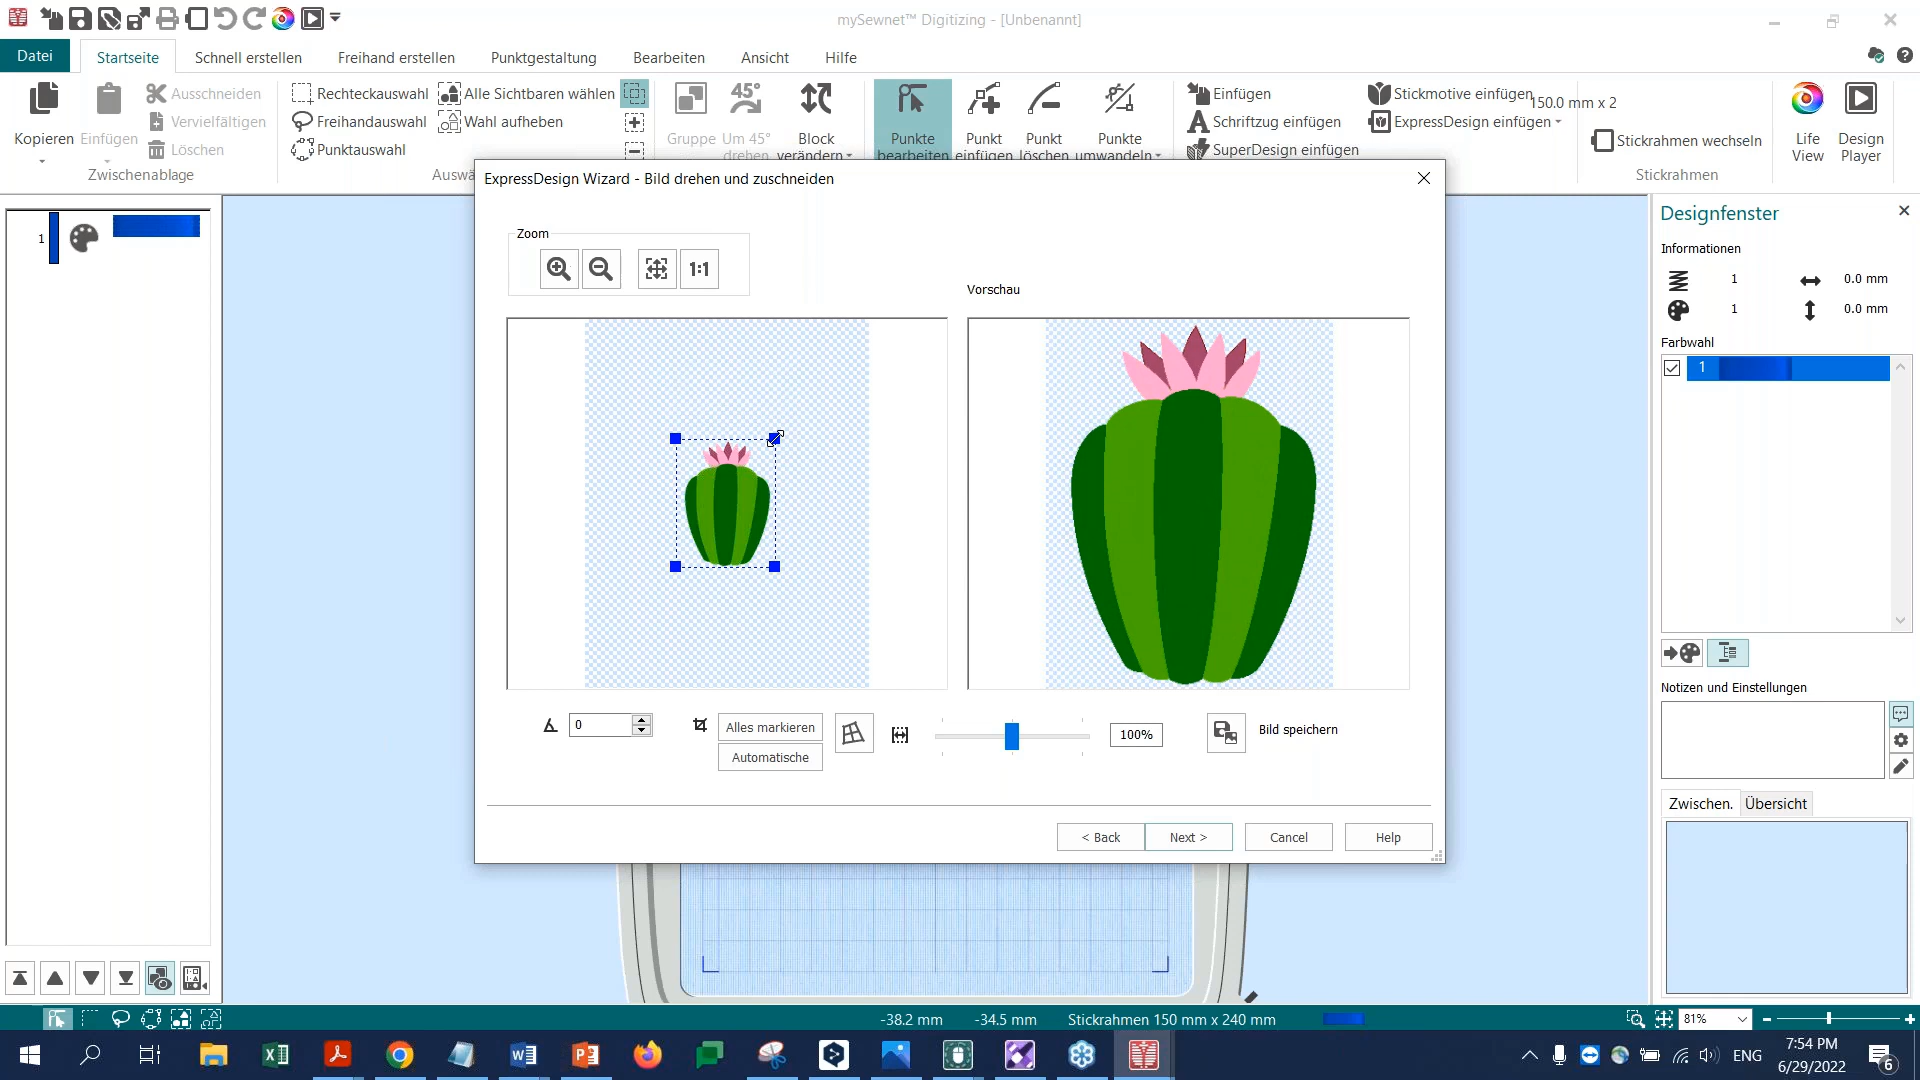 mySewnet™ Digitizing - [Unbenannt]
Datei
Startseite
Schnell erstellen
Freihand erstellen
Punktgestaltung
Bearbeiten
Ansicht
Hilfe
Kopieren
Einfügen
Ausschneiden
Vervielfältigen
Löschen
Zwischenablage
Rechteckauswahl
Freihandauswahl
Punktauswahl
Alle Sichtbaren wählen
Wahl aufheben
Auswä
Gruppe
45°
Um 45°
drehen
Block
verändern
Punkte
bearbeiten
Punkt
einfügen
Punkt
löschen
Punkte
umwandeln
Einfügen
Schriftzug einfügen
SuperDesign einfügen
Stickmotive einfügen
ExpressDesign einfügen
150.0 mm x 2
Stickrahmen wechseln
Stickrahmen
Life
View
Design
Player
1
ExpressDesign Wizard - Bild drehen und zuschneiden
Zoom
1:1
Vorschau
0
Alles markieren
Automatische
100%
Bild speichern
< Back
Next >
Cancel
Help
Designfenster
Informationen
1
0.0 mm
1
0.0 mm
Farbwahl
1
Notizen und Einstellungen
Zwischen.
Übersicht
-38.2 mm
-34.5 mm
Stickrahmen 150 mm x 240 mm
81%
ENG
7:54 PM
6/29/2022
6